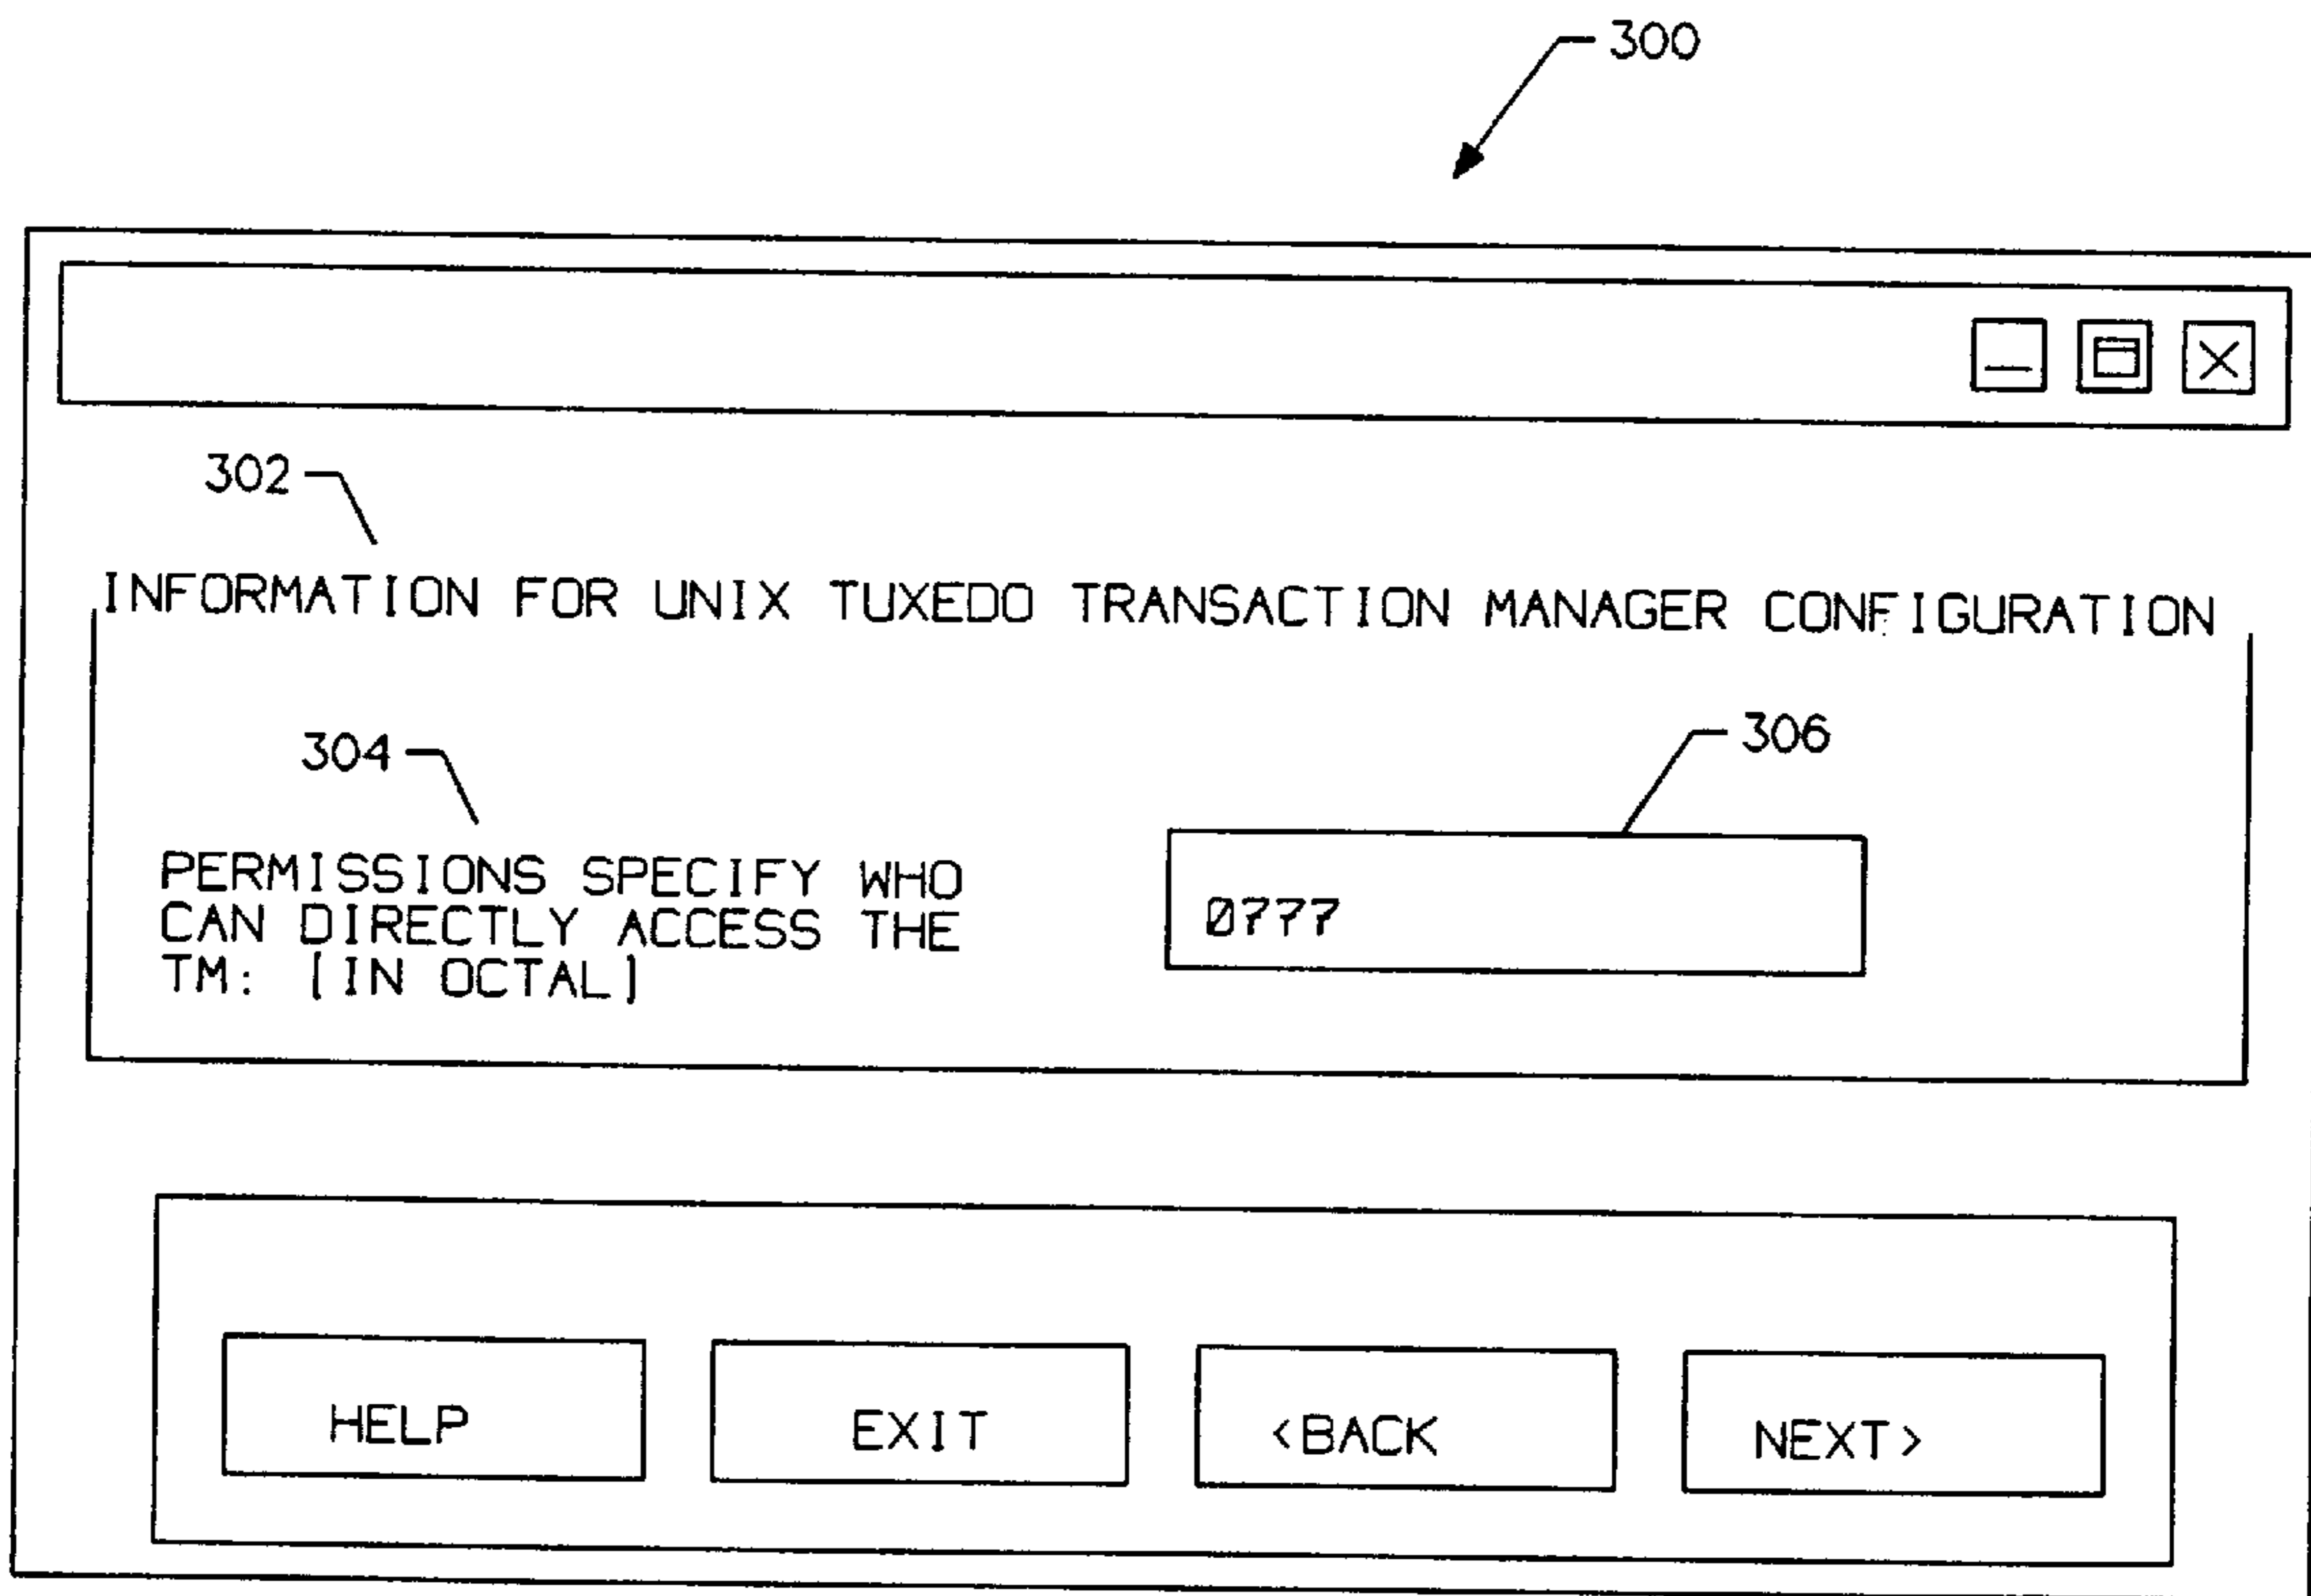 300
302
INFORMATION FOR UNIX TUXEDO TRANSACTION MANAGER CONFIGURATION
304
306
PERMISSIONS SPECIFY WHO
CAN DIRECTLY ACCESS THE
TM: [IN OCTAL]
0777
HELP
EXIT
<BACK
NEXT>